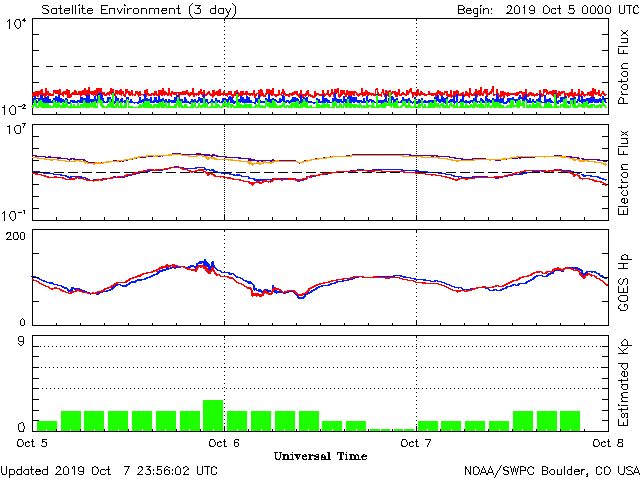 Satellite Environment (3 day) Begin: 2019 Oct 5 0000 UTC
10^4
10^-2
Proton Flux
10^7
10^-1
Electron Flux
200
0
GOES Hp
9
0
Estimated Kp
Oct 5 Oct 6 Oct 7 Oct 8
Universal Time
Updated 2019 Oct 7 23:56:02 UTC NOAA/SWPC Boulder, CO USA